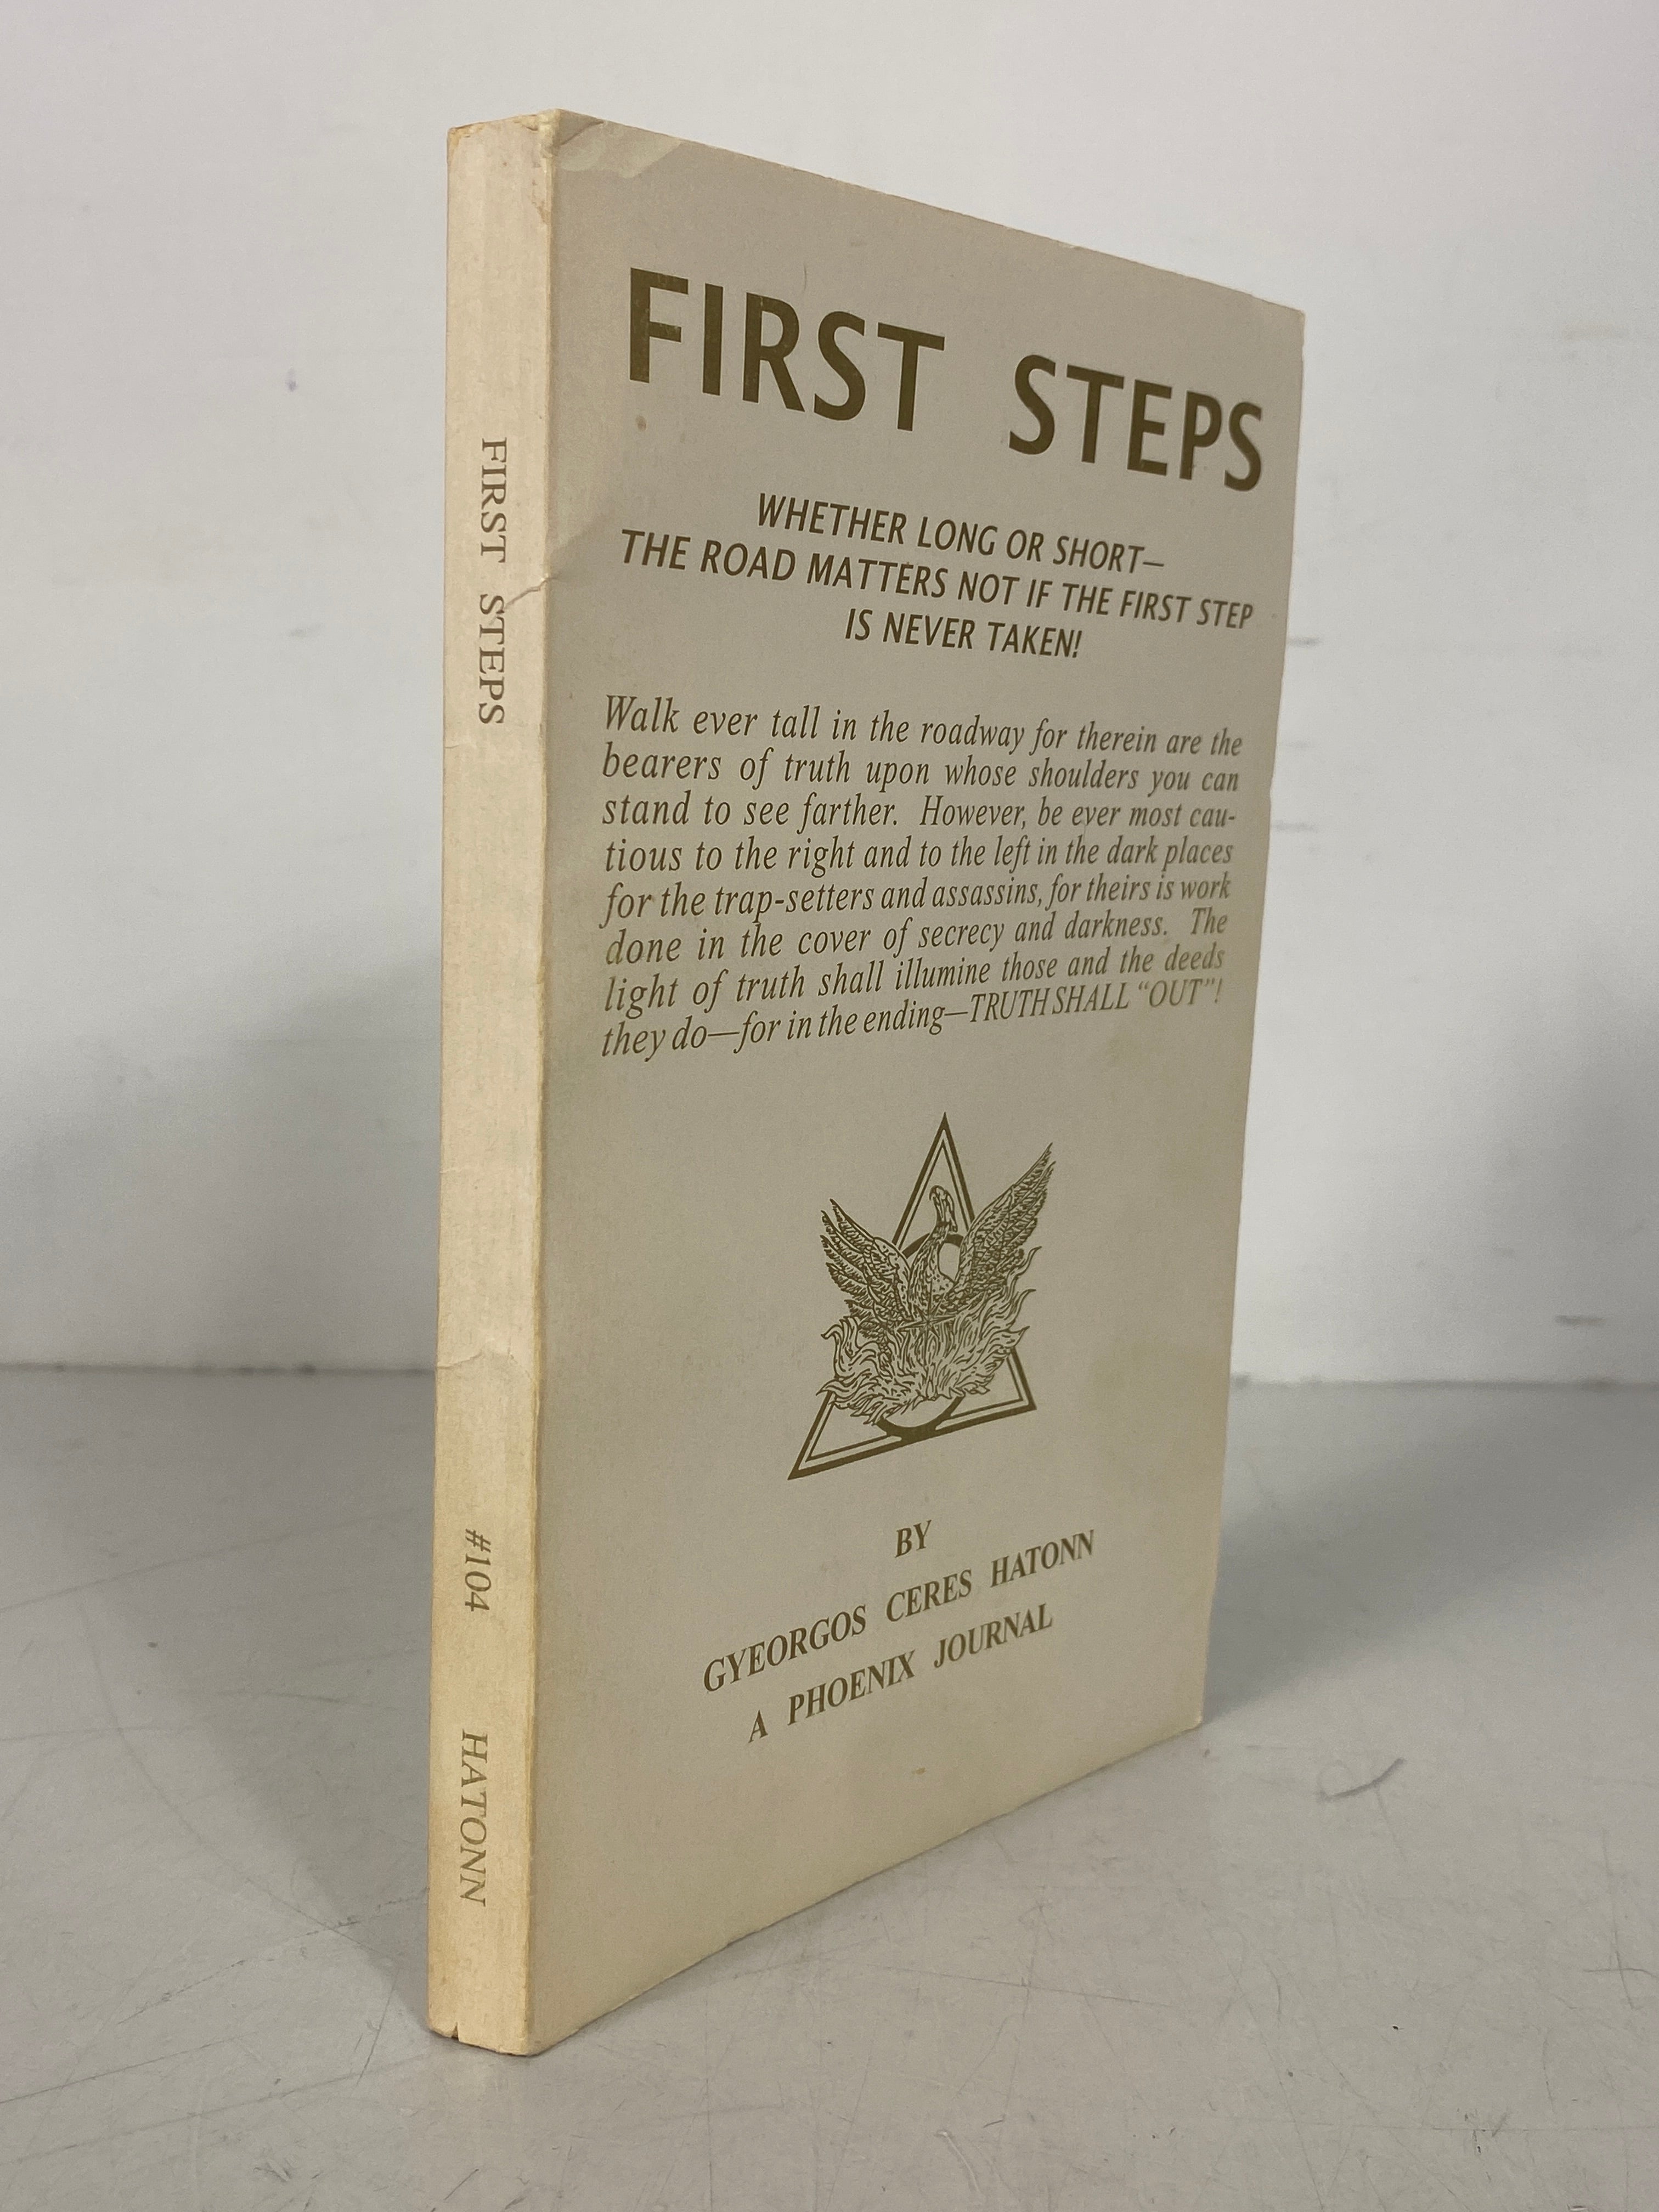 FIRST STEPS
WHETHER LONG OR SHORT—
THE ROAD MATTERS NOT IF THE FIRST STEP
IS NEVER TAKEN!
Walk ever tall in the roadway for therein are the
bearers of truth upon whose shoulders you can
stand to see farther. However, be ever most cau-
tious to the right and to the left in the dark places
for the trap-setters and assassins, for theirs is work
done in the cover of secrecy and darkness. The
light of truth shall illumine those and the deeds
they do—for in the ending—TRUTH SHALL “OUT”!
BY
GYEORGOS CERES HATONN
A PHOENIX JOURNAL
FIRST STEPS #104 HATONN